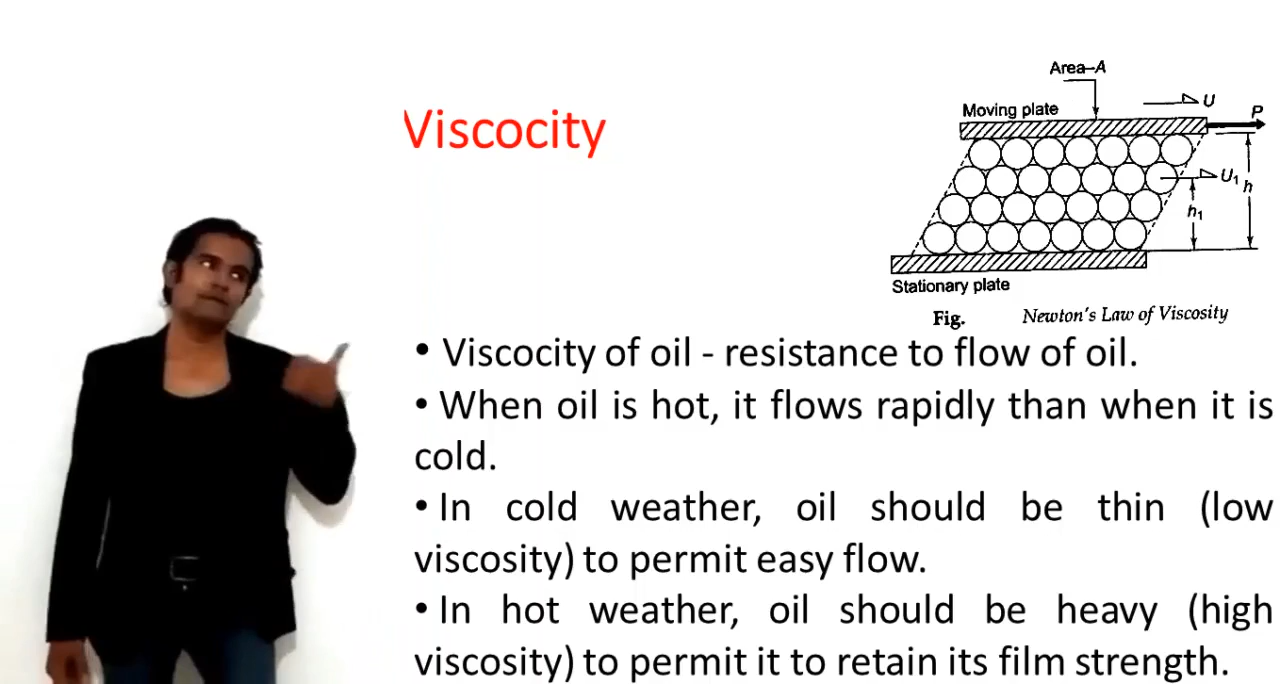 Viscocity
Area-A
U
Moving plate
P
U1
h
h1
Stationary plate
Fig. Newton's Law of Viscosity
• Viscocity of oil - resistance to flow of oil.
• When oil is hot, it flows rapidly than when it is
cold.
• In cold weather, oil should be thin (low
viscosity) to permit easy flow.
• In hot weather, oil should be heavy (high
viscosity) to permit it to retain its film strength.